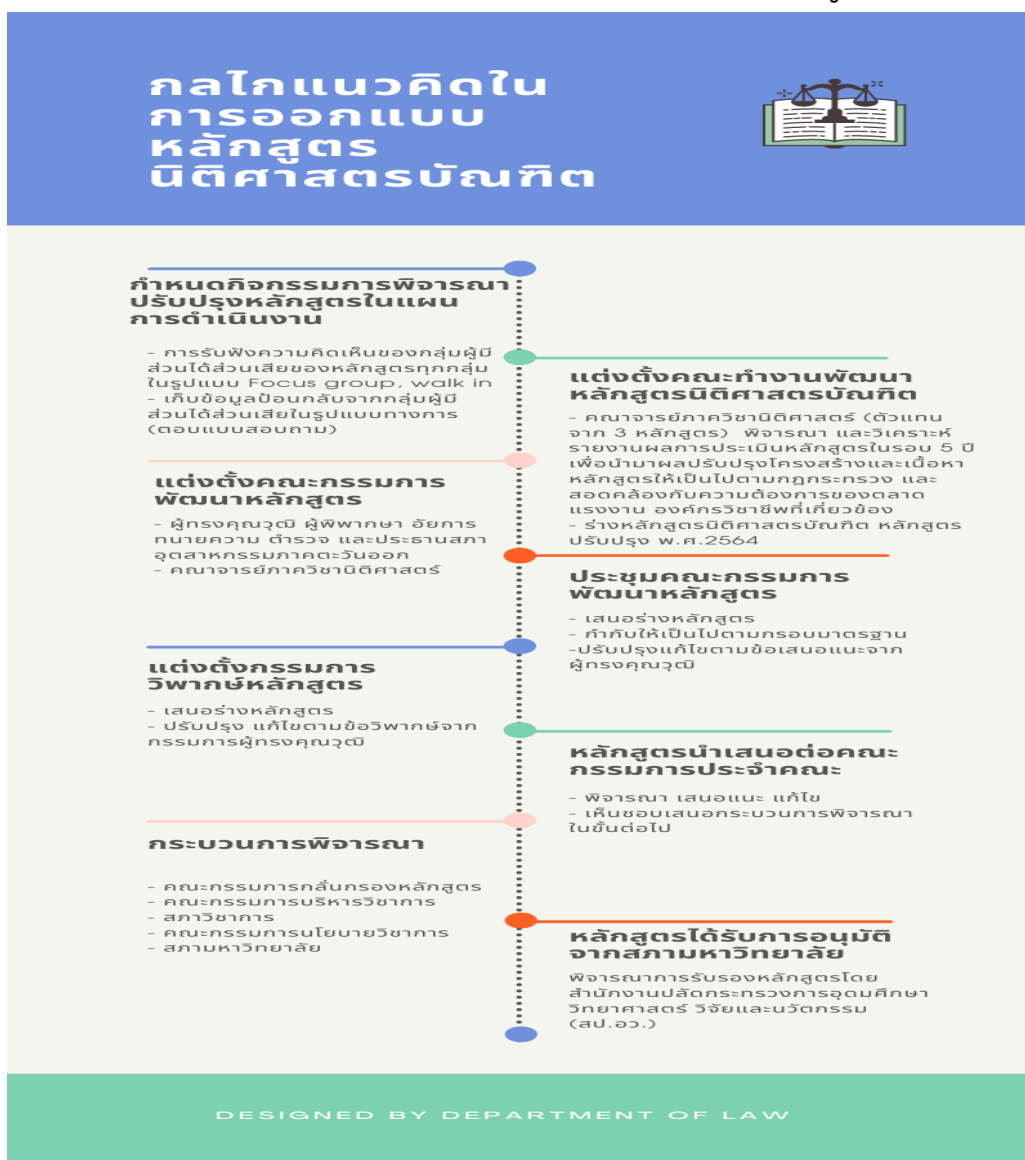 กลไกแนวคิดใน
การออกแบบ
หลักสูตร
นิติศาสตรบัณฑิต
กำหนดกิจกรรมการพิจารณา
ปรับปรุงหลักสูตรในแผน
การดำเนินงาน
- การรับฟังความคิดเห็นของกลุ่มผู้มี
ส่วนได้ส่วนเสียของหลักสูตรทุกกลุ่ม
ในรูปแบบ Focus group, walk in
- เก็บข้อมูลป้อนกลับจากกลุ่มผู้มี
ส่วนได้ส่วนเสียในรูปแบบทางการ
(ตอบแบบสอบถาม)
แต่งตั้งคณะทำงานพัฒนา
หลักสูตรนิติศาสตรบัณฑิต
- คณาจารย์ภาควิชานิติศาสตร์ (ตัวแทน
จาก 3 หลักสูตร) พิจารณา และวิเคราะห์
รายงานผลการประเมินหลักสูตรในรอบ 5 ปี
เพื่อนำมาผลปรับปรุงโครงสร้างและเนื้อหา
หลักสูตรให้เป็นไปตามกฎกระทรวง และ
สอดคล้องกับความต้องการของตลาด
แรงงาน องค์กรวิชาชีพที่เกี่ยวข้อง
- ร่างหลักสูตรนิติศาสตรบัณฑิต หลักสูตร
ปรับปรุง พ.ศ.2564
แต่งตั้งคณะกรรมการ
พัฒนาหลักสูตร
- ผู้ทรงคุณวุฒิ ผู้พิพากษา อัยการ
ทนายความ ตำรวจ และประธานสภา
อุตสาหกรรมภาคตะวันออก
- คณาจารย์ภาควิชานิติศาสตร์
ประชุมคณะกรรมการ
พัฒนาหลักสูตร
- เสนอร่างหลักสูตร
- กำกับให้เป็นไปตามกรอบมาตรฐาน
-ปรับปรุงแก้ไขตามข้อเสนอแนะจาก
ผู้ทรงคุณวุฒิ
แต่งตั้งกรรมการ
วิพากษ์หลักสูตร
- เสนอร่างหลักสูตร
- ปรับปรุง แก้ไขตามข้อวิพากษ์จาก
กรรมการผู้ทรงคุณวุฒิ
หลักสูตรนำเสนอต่อคณะ
กรรมการประจำคณะ
- พิจารณา เสนอแนะ แก้ไข
- เห็นชอบเสนอกระบวนการพิจารณา
ในขั้นต่อไป
กระบวนการพิจารณา
- คณะกรรมการกลั่นกรองหลักสูตร
- คณะกรรมการบริหารวิชาการ
- สภาวิชาการ
- คณะกรรมการนโยบายวิชาการ
- สภามหาวิทยาลัย
หลักสูตรได้รับการอนุมัติ
จากสภามหาวิทยาลัย
พิจารณาการรับรองหลักสูตรโดย
สำนักงานปลัดกระทรวงการอุดมศึกษา
วิทยาศาสตร์ วิจัยและนวัตกรรม
(สป.อว.)
DESIGNED BY DEPARTMENT OF LAW